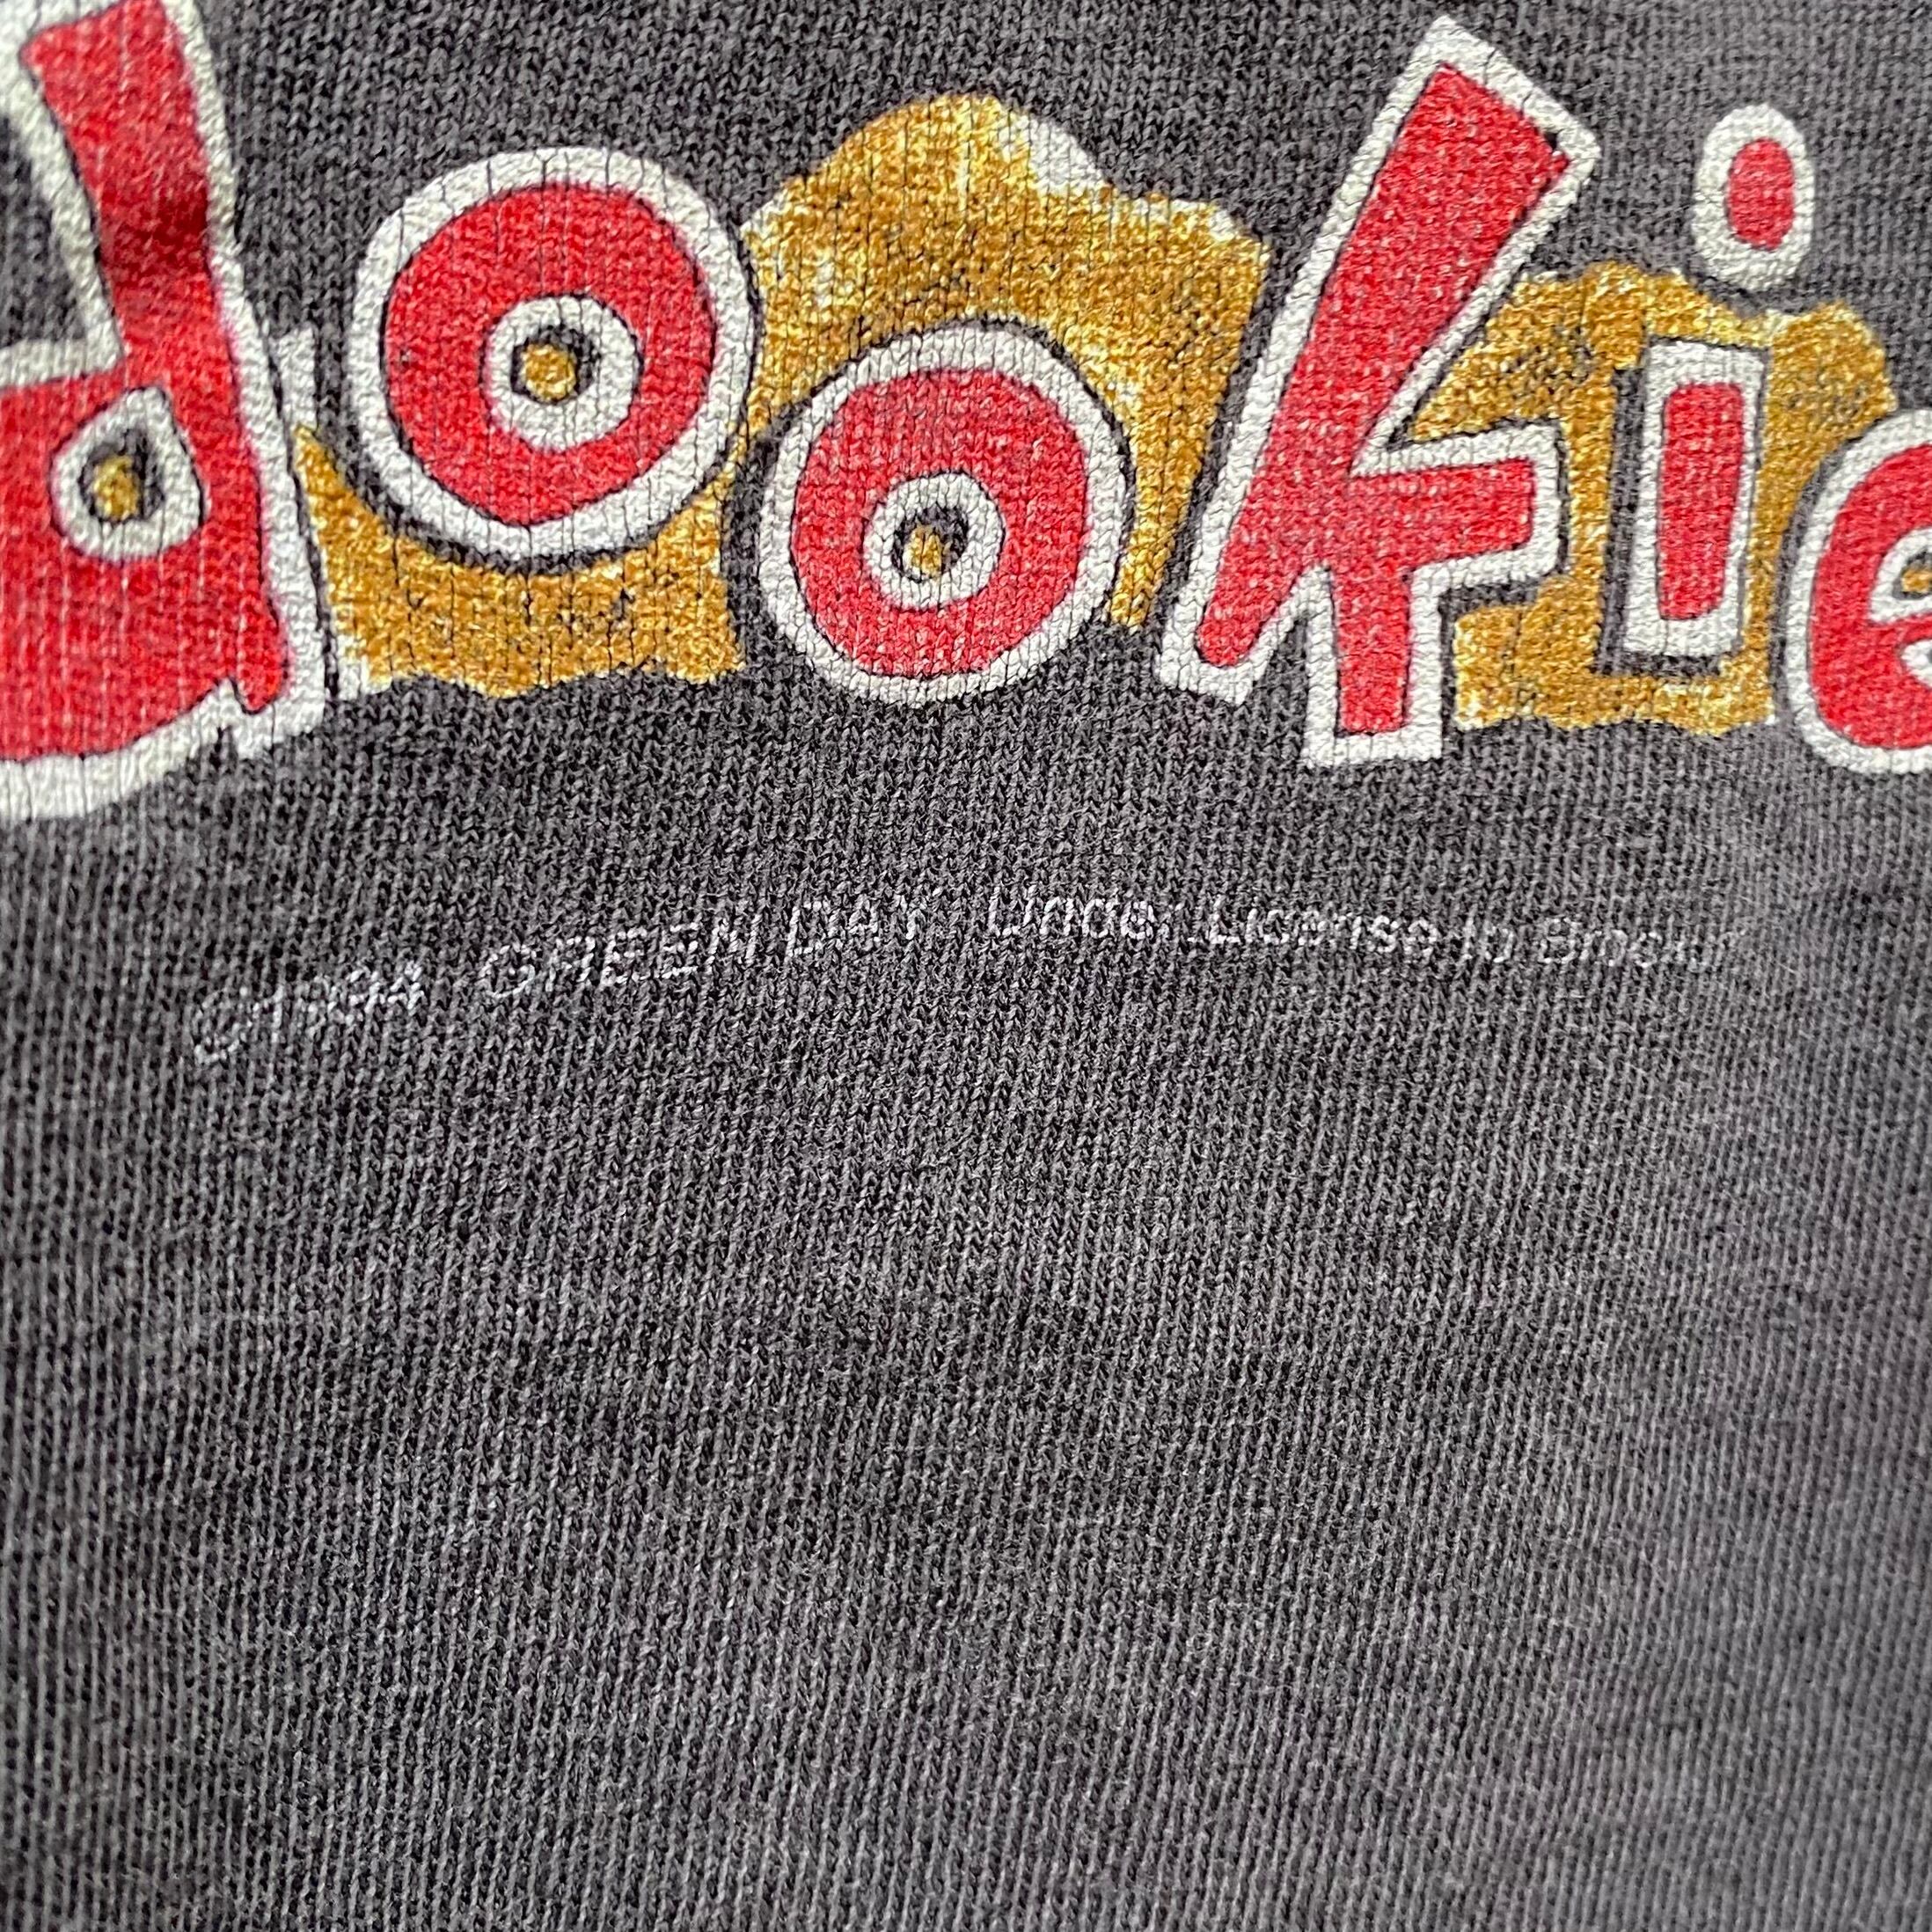 dookie
© 1994 GREEN DAY Under License to